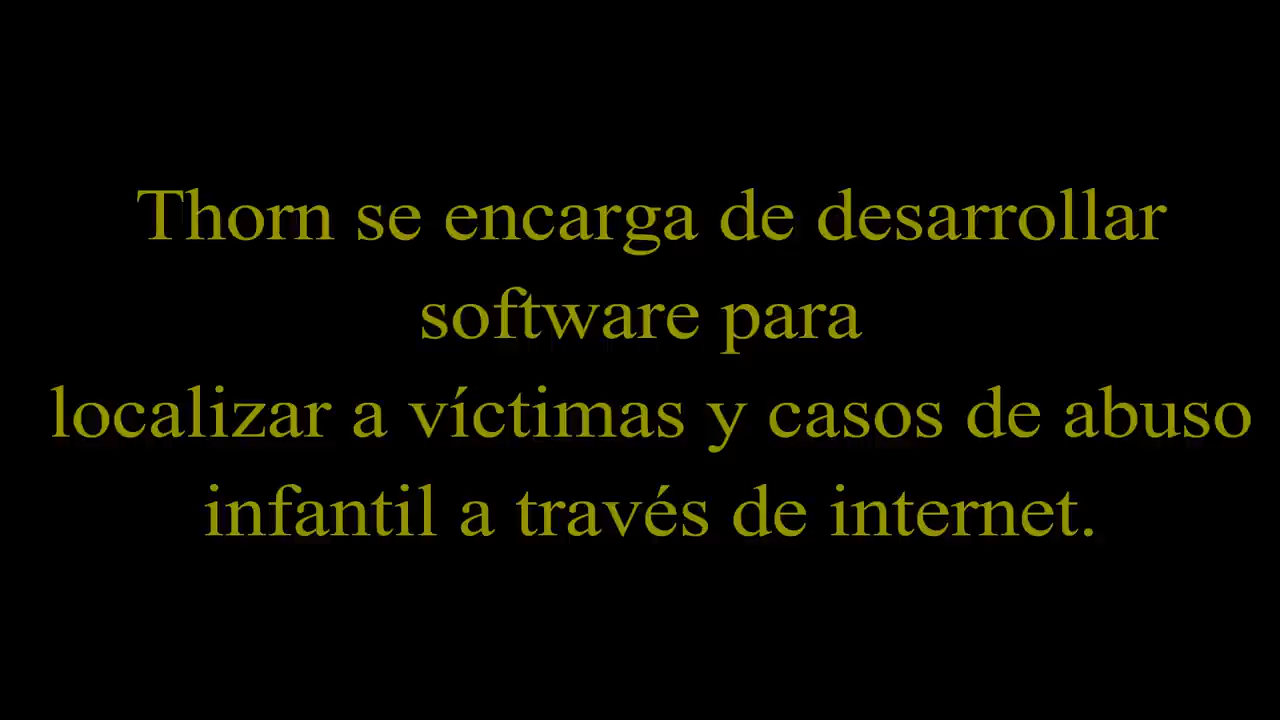 Thorn se encarga de desarrollar
software para
localizar a víctimas y casos de abuso
infantil a través de internet.